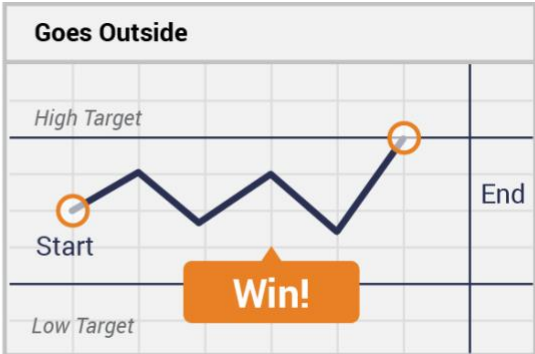 Goes Outside
High Target
End
Start
Win!
Low Target